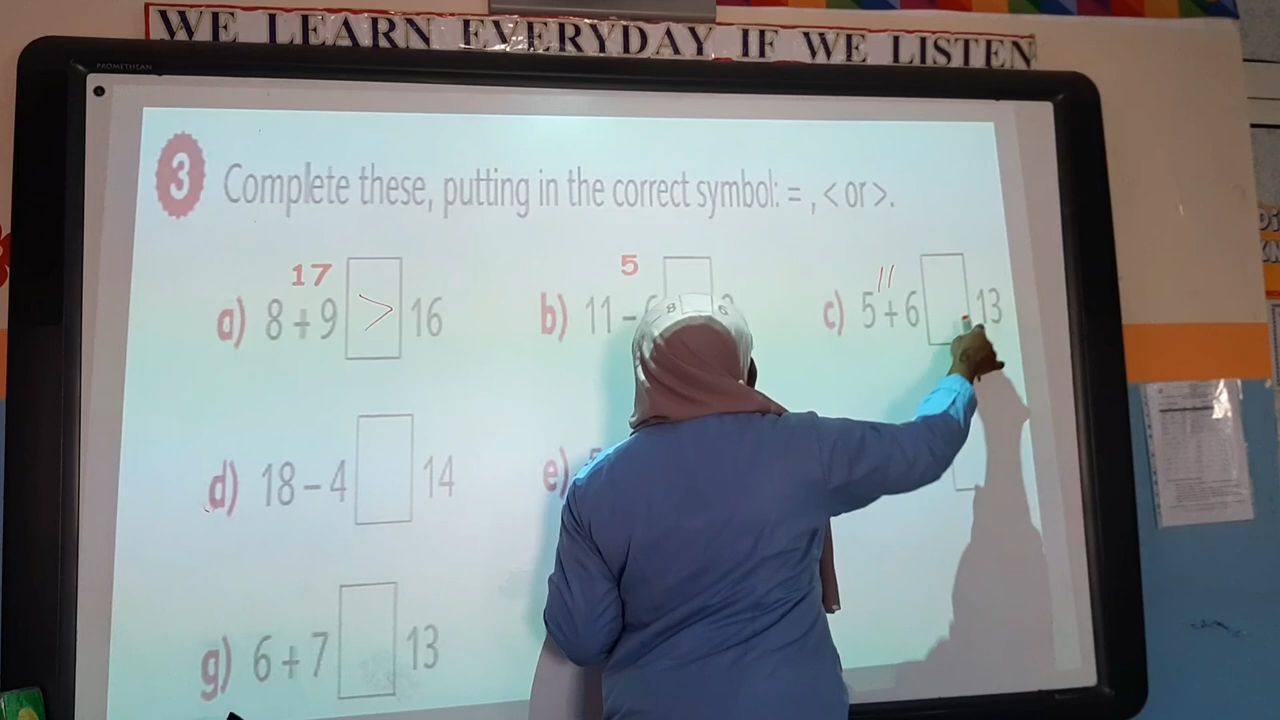 WE LEARN EVERYDAY IF WE LISTEN
PROMETHEAN
3 Complete these, putting in the correct symbol: = , < or >.
17 5 11
a) 8 + 9 > 16 b) 11 – c) 5 + 6 13
d) 18 – 4 14 e)
g) 6 + 7 13